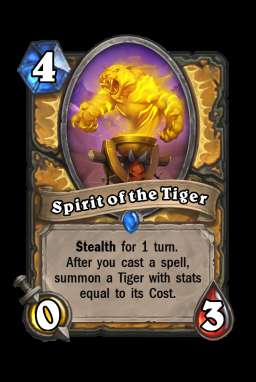 4
Spirit of the Tiger
Stealth for 1 turn.
After you cast a spell,
summon a Tiger with stats
equal to its Cost.
0
3